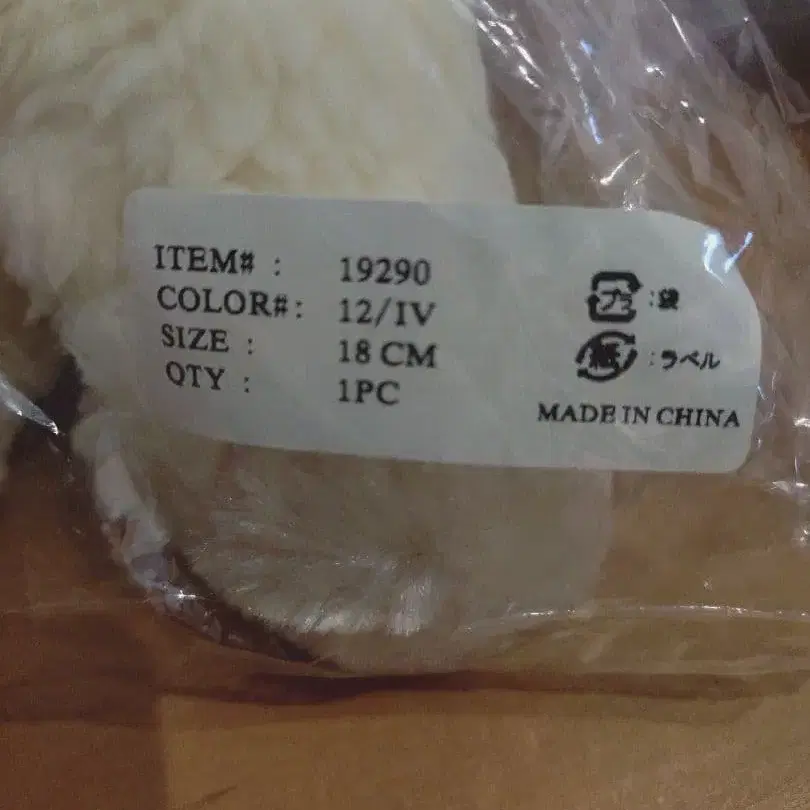 ITEM# : 19290
COLOR#: 12/IV
SIZE : 18 CM
QTY : 1PC
プラ :袋
紙 :ラベル
MADE IN CHINA